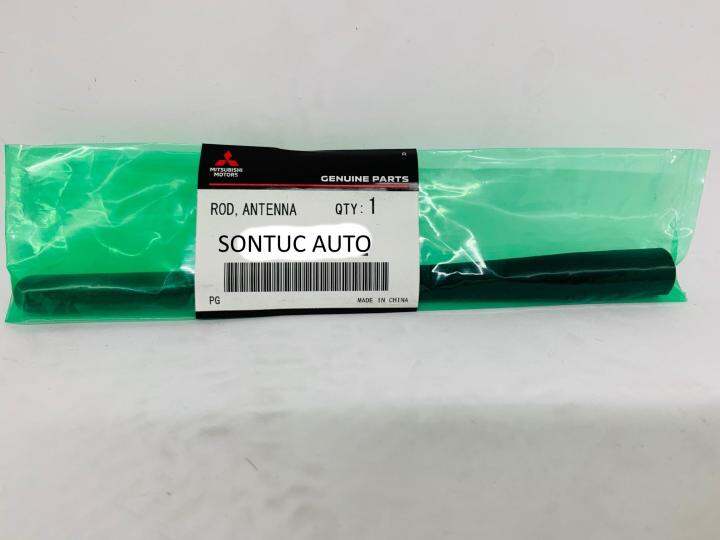 R
MITSUBISHI
MOTORS
GENUINE PARTS
ROD, ANTENNA QTY: 1
SONTUC AUTO
PG MADE IN CHINA